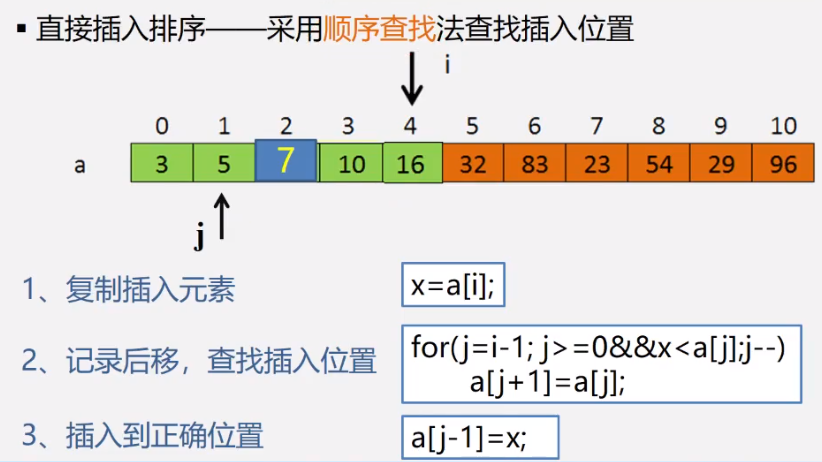 ▪ 直接插入排序——采用顺序查找法查找插入位置
i
0 1 2 3 4 5 6 7 8 9 10
a 3 5 7 10 16 32 83 23 54 29 96
j
1、复制插入元素 x=a[i];
2、记录后移，查找插入位置 for(j=i-1; j>=0&&x<a[j];j--)
a[j+1]=a[j];
3、插入到正确位置 a[j-1]=x;